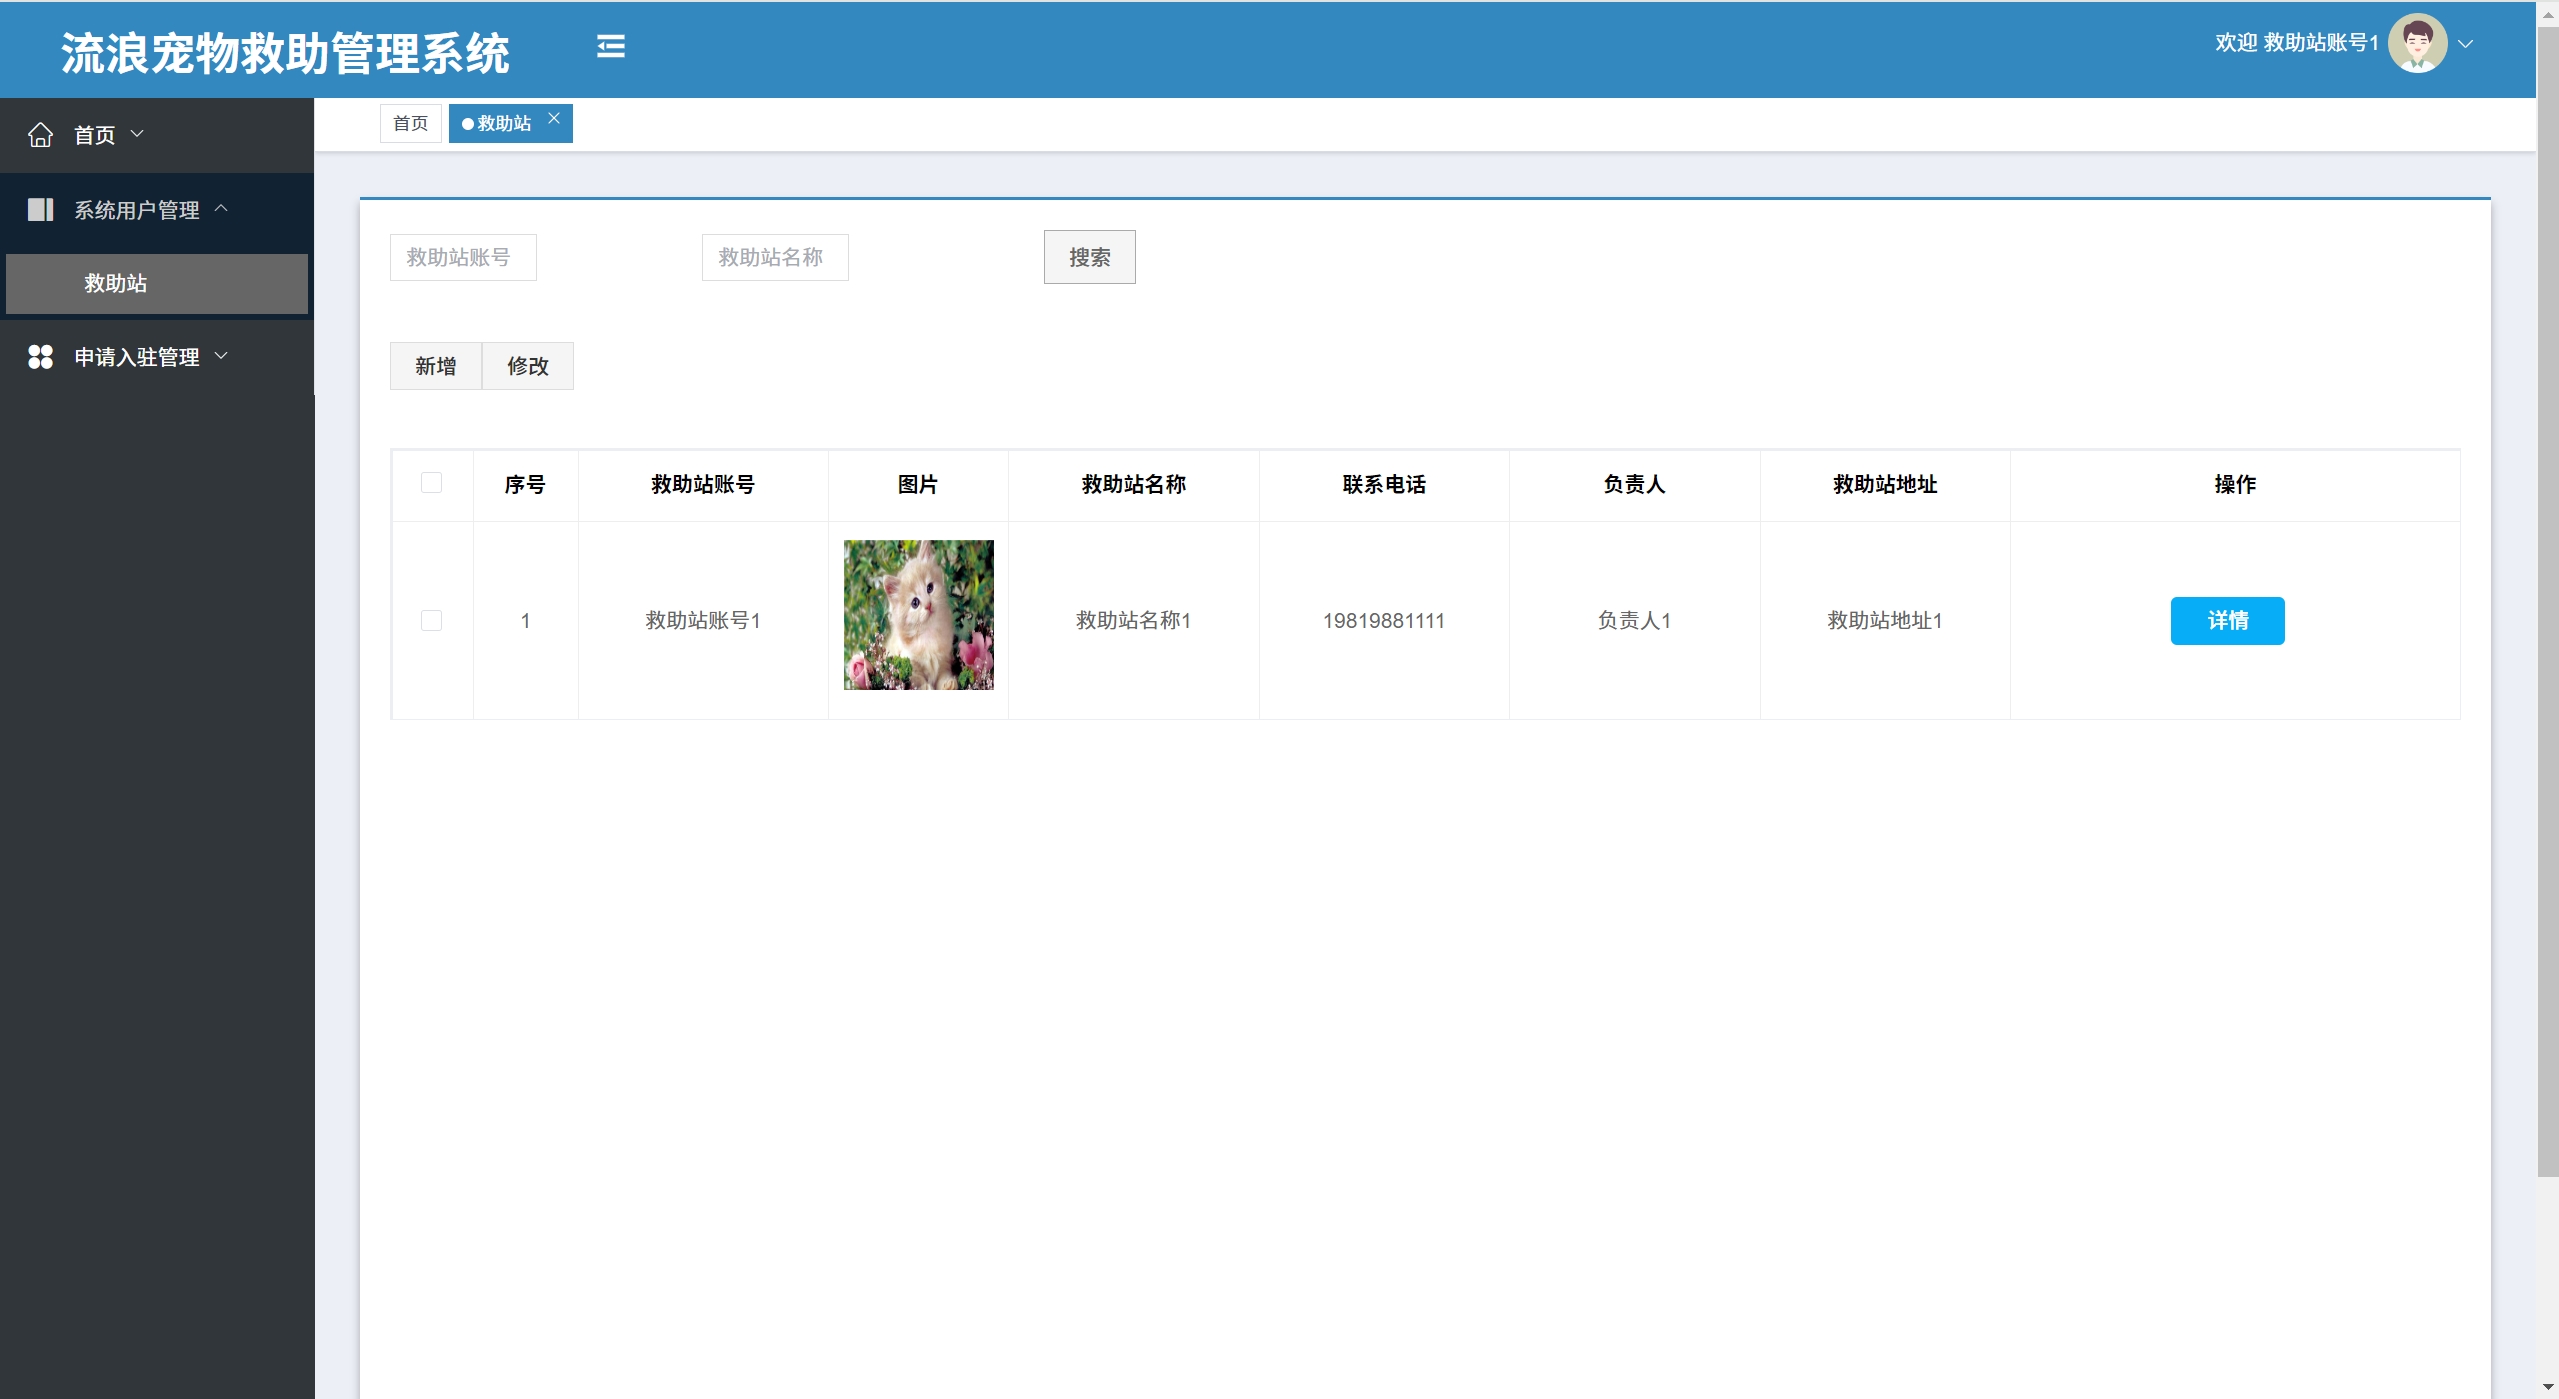 流浪宠物救助管理系统
欢迎 救助站账号1
首页
系统用户管理
救助站
申请入驻管理
首页
救助站
救助站账号
救助站名称
搜索
新增
修改
序号 救助站账号 图片 救助站名称 联系电话 负责人 救助站地址 操作
1 救助站账号1 救助站名称1 19819881111 负责人1 救助站地址1 详情